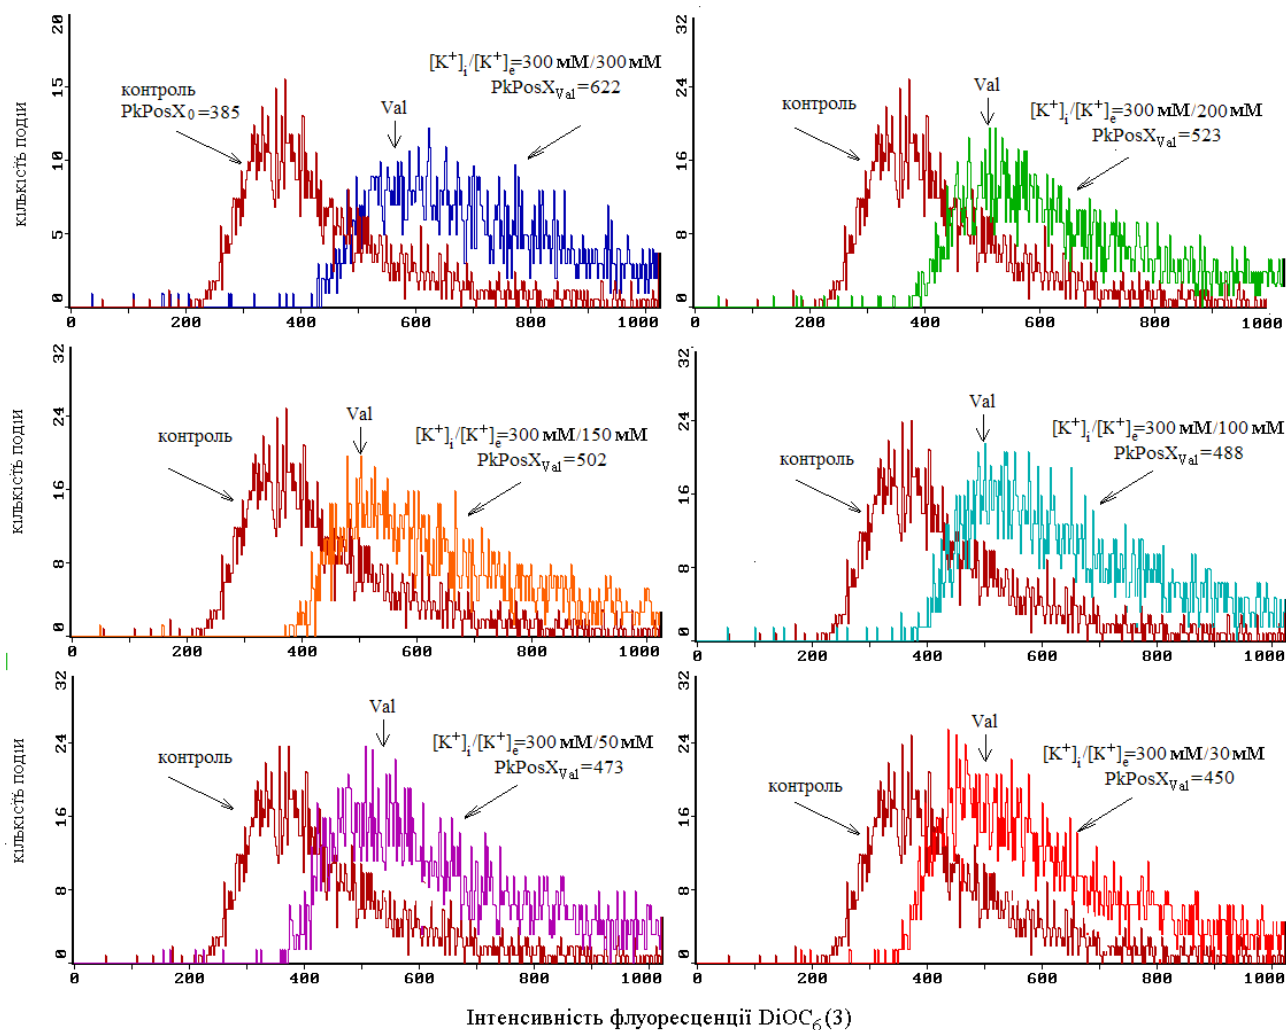 20
15
10
5
0
КІЛЬКІСТЬ ПОДІЙ
контроль
PkPosX0=385
Val
[K+]i/[K+]e=300 мМ/300 мМ
PkPosXVal=622
0 200 400 600 800 1000
32
24
16
8
0
контроль
Val
[K+]i/[K+]e=300 мМ/200 мМ
PkPosXVal=523
0 200 400 600 800 1000
32
24
16
8
0
КІЛЬКІСТЬ ПОДІЙ
контроль
Val
[K+]i/[K+]e=300 мМ/150 мМ
PkPosXVal=502
0 200 400 600 800 1000
32
24
16
8
0
контроль
Val
[K+]i/[K+]e=300 мМ/100 мМ
PkPosXVal=488
0 200 400 600 800 1000
32
24
16
8
0
КІЛЬКІСТЬ ПОДІЙ
контроль
Val
[K+]i/[K+]e=300 мМ/50 мМ
PkPosXVal=473
0 200 400 600 800 1000
32
24
16
8
0
контроль
Val
[K+]i/[K+]e=300 мМ/30 мМ
PkPosXVal=450
0 200 400 600 800 1000
Інтенсивність флуоресценції DiOC6(3)